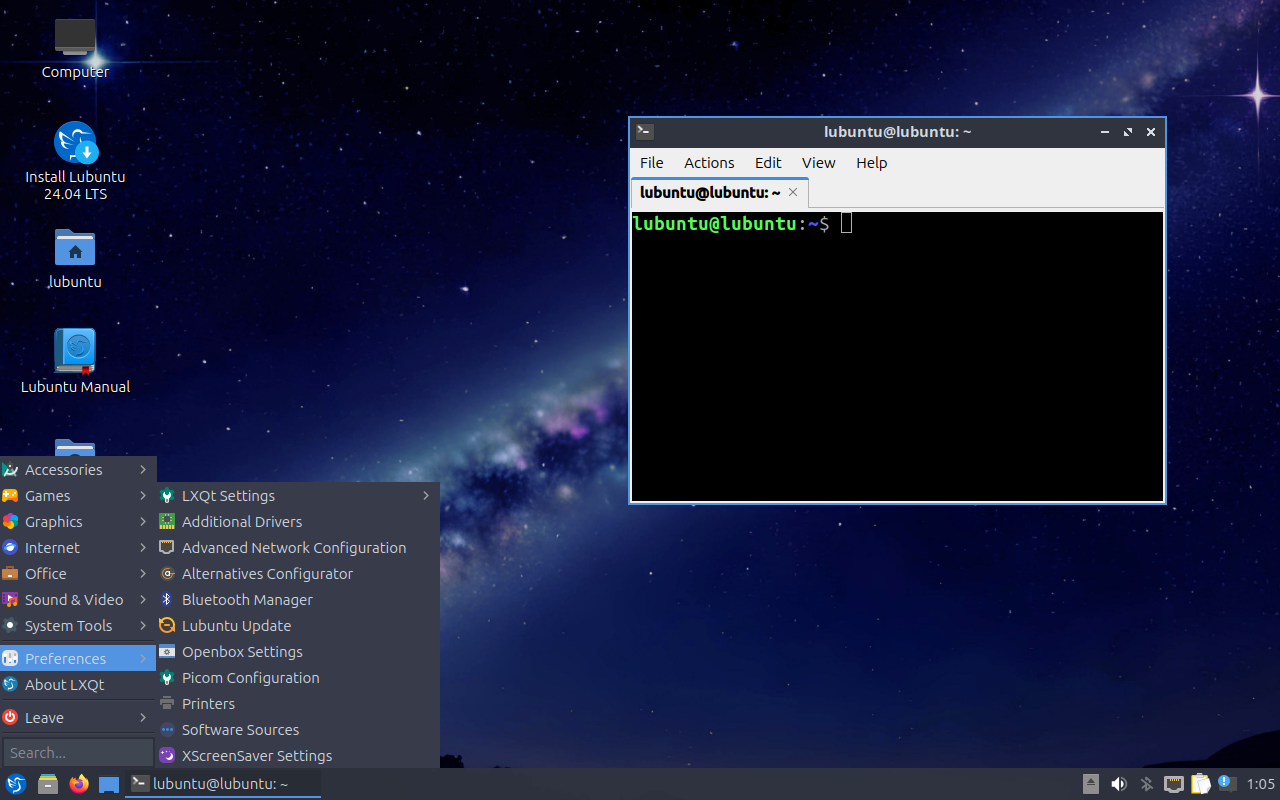 Computer
Install Lubuntu
24.04 LTS
lubuntu
Lubuntu Manual
lubuntu@lubuntu: ~
File Actions Edit View Help
lubuntu@lubuntu: ~
lubuntu@lubuntu:~$
Accessories
Games
Graphics
Internet
Office
Sound & Video
System Tools
Preferences
About LXQt
Leave
Search...
LXQt Settings
Additional Drivers
Advanced Network Configuration
Alternatives Configurator
Bluetooth Manager
Lubuntu Update
Openbox Settings
Picom Configuration
Printers
Software Sources
XScreenSaver Settings
lubuntu@lubuntu: ~
1:05